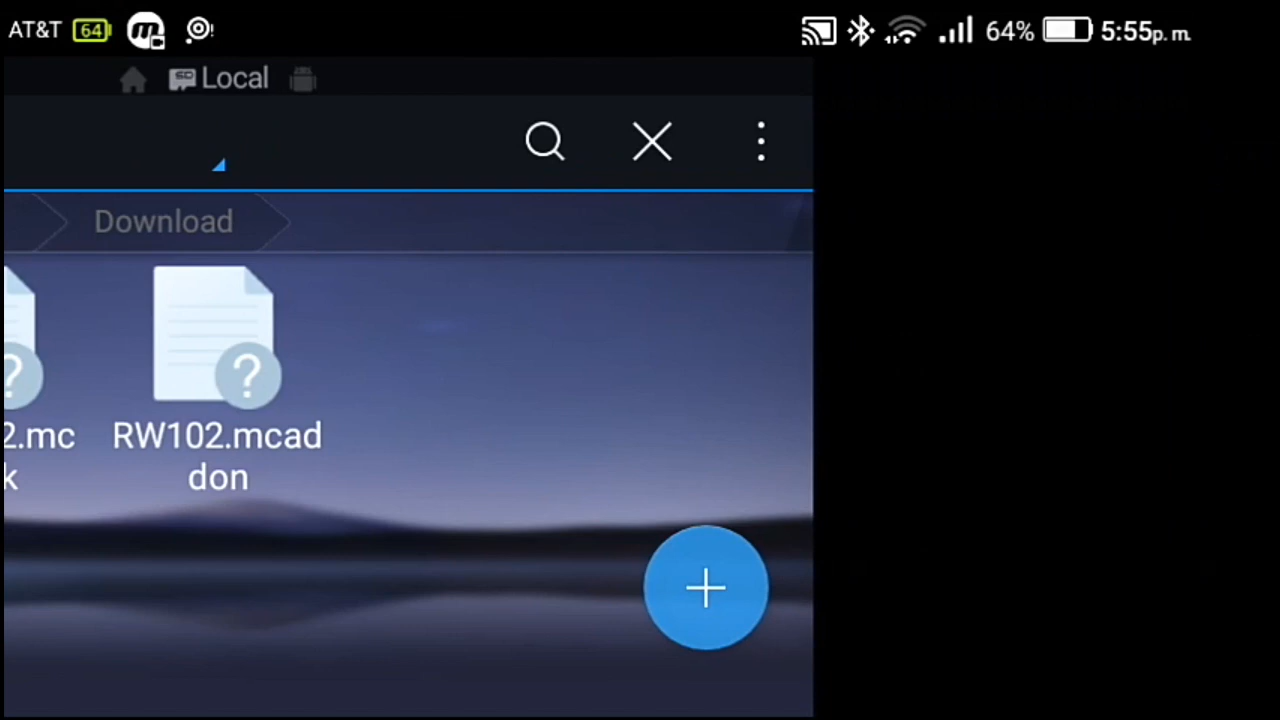 AT&T 64 64% 5:55p. m.
Local
Download
2.mc
k
RW102.mcad
don